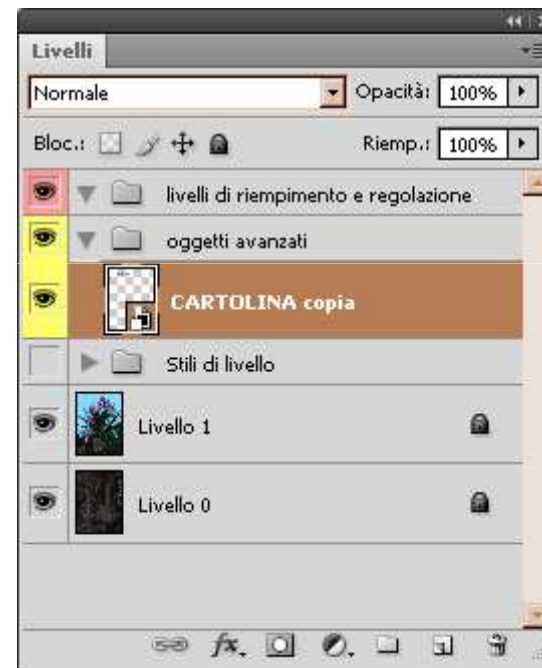 Livelli
Normale Opacità: 100%
Bloc.: Riemp.: 100%
livelli di riempimento e regolazione
oggetti avanzati
CARTOLINA copia
Stili di livello
Livello 1
Livello 0
fx.